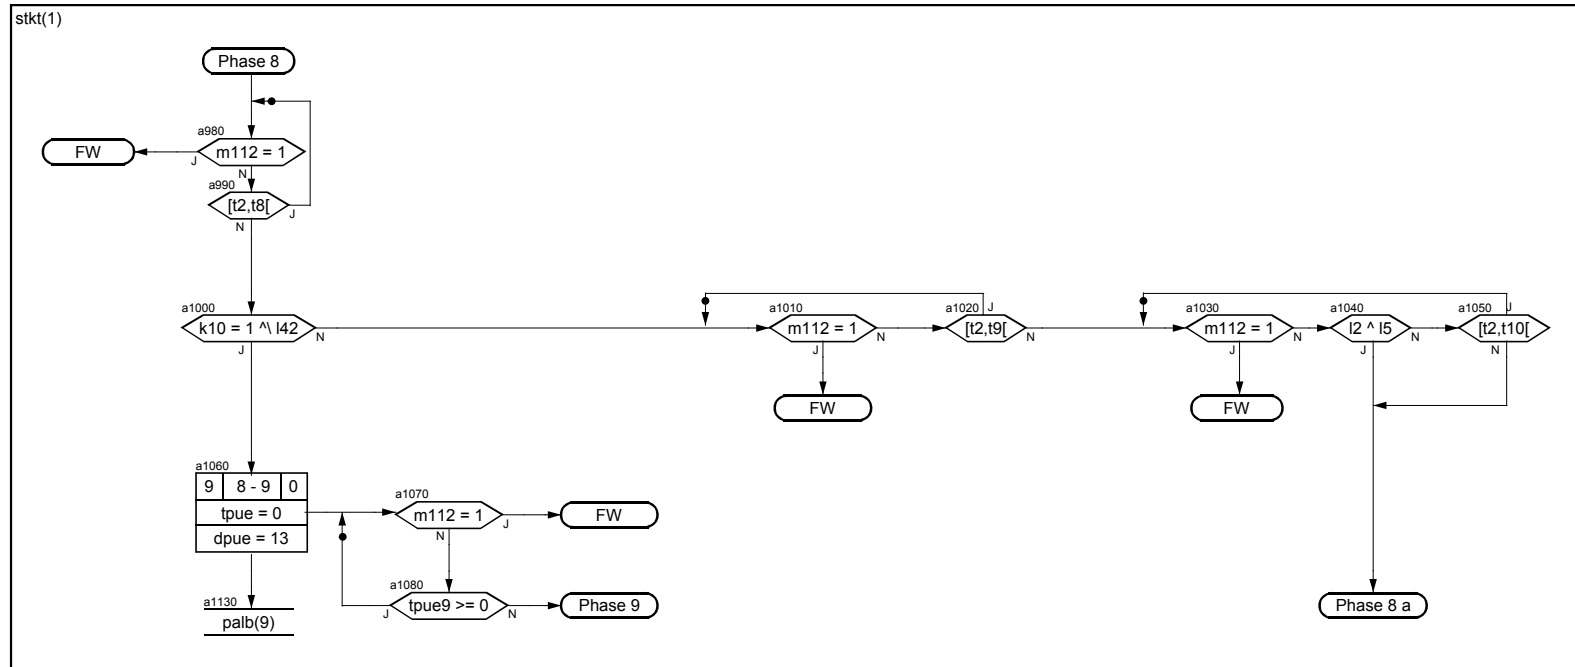 stkt(1)
Phase 8
a980
FW
m112 = 1
J
N
a990
[t2,t8[
J
N
a1000
k10 = 1 ^\ l42
N
J
a1010
m112 = 1
N
J
FW
a1020
J
[t2,t9[
N
a1030
m112 = 1
N
J
FW
a1040
l2 ^ l5
N
J
a1050
J
[t2,t10[
N
a1060
9 8 - 9 0
tpue = 0
dpue = 13
a1070
m112 = 1
J
N
FW
a1080
tpue9 >= 0
J
N
Phase 9
Phase 8 a
a1130
palb(9)